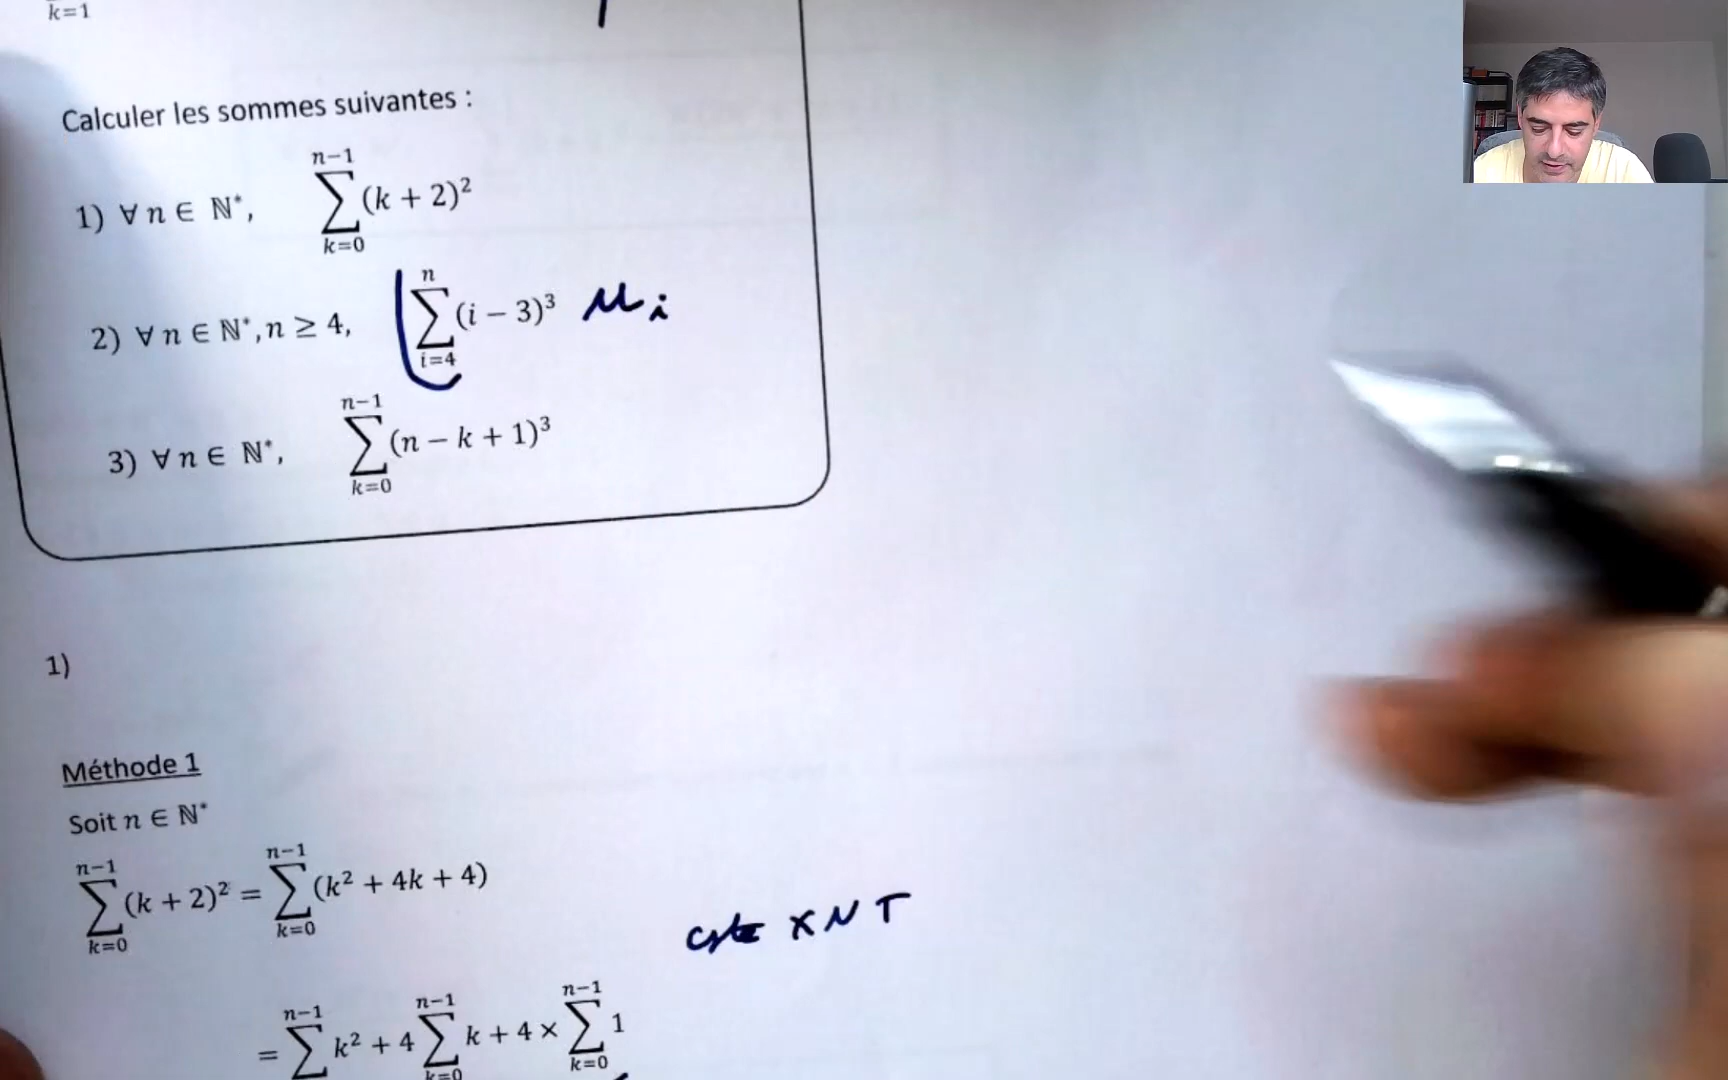 k=1
Calculer les sommes suivantes :
1) ∀ n ∈ ℕ*, ∑_{k=0}^{n−1} (k + 2)²
2) ∀ n ∈ ℕ*, n ≥ 4, ∑_{i=4}^{n} (i − 3)³ u_i
3) ∀ n ∈ ℕ*, ∑_{k=0}^{n−1} (n − k + 1)³
1)
Méthode 1
Soit n ∈ ℕ*
∑_{k=0}^{n−1} (k + 2)² = ∑_{k=0}^{n−1} (k² + 4k + 4)
cste × N T
= ∑^{n−1} k² + 4 ∑_{k=0}^{n−1} k + 4 × ∑_{k=0}^{n−1} 1